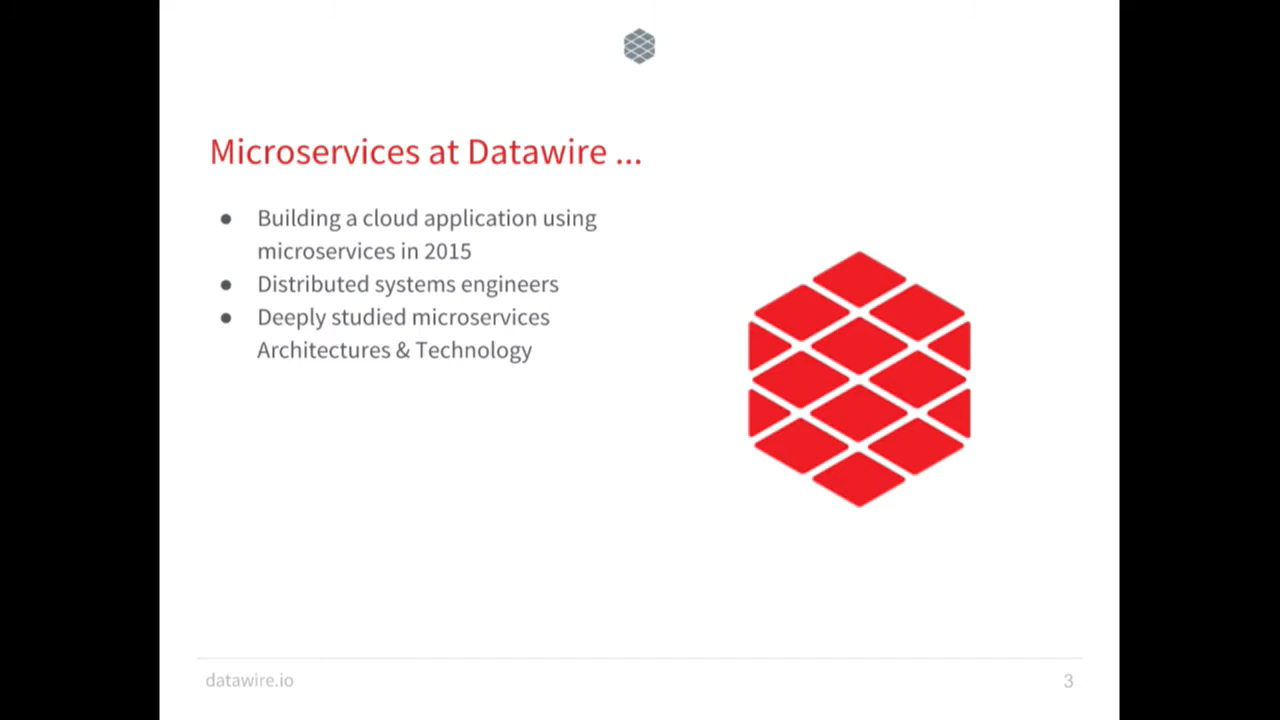 Microservices at Datawire ...
● Building a cloud application using
microservices in 2015
● Distributed systems engineers
● Deeply studied microservices
Architectures & Technology
datawire.io
3